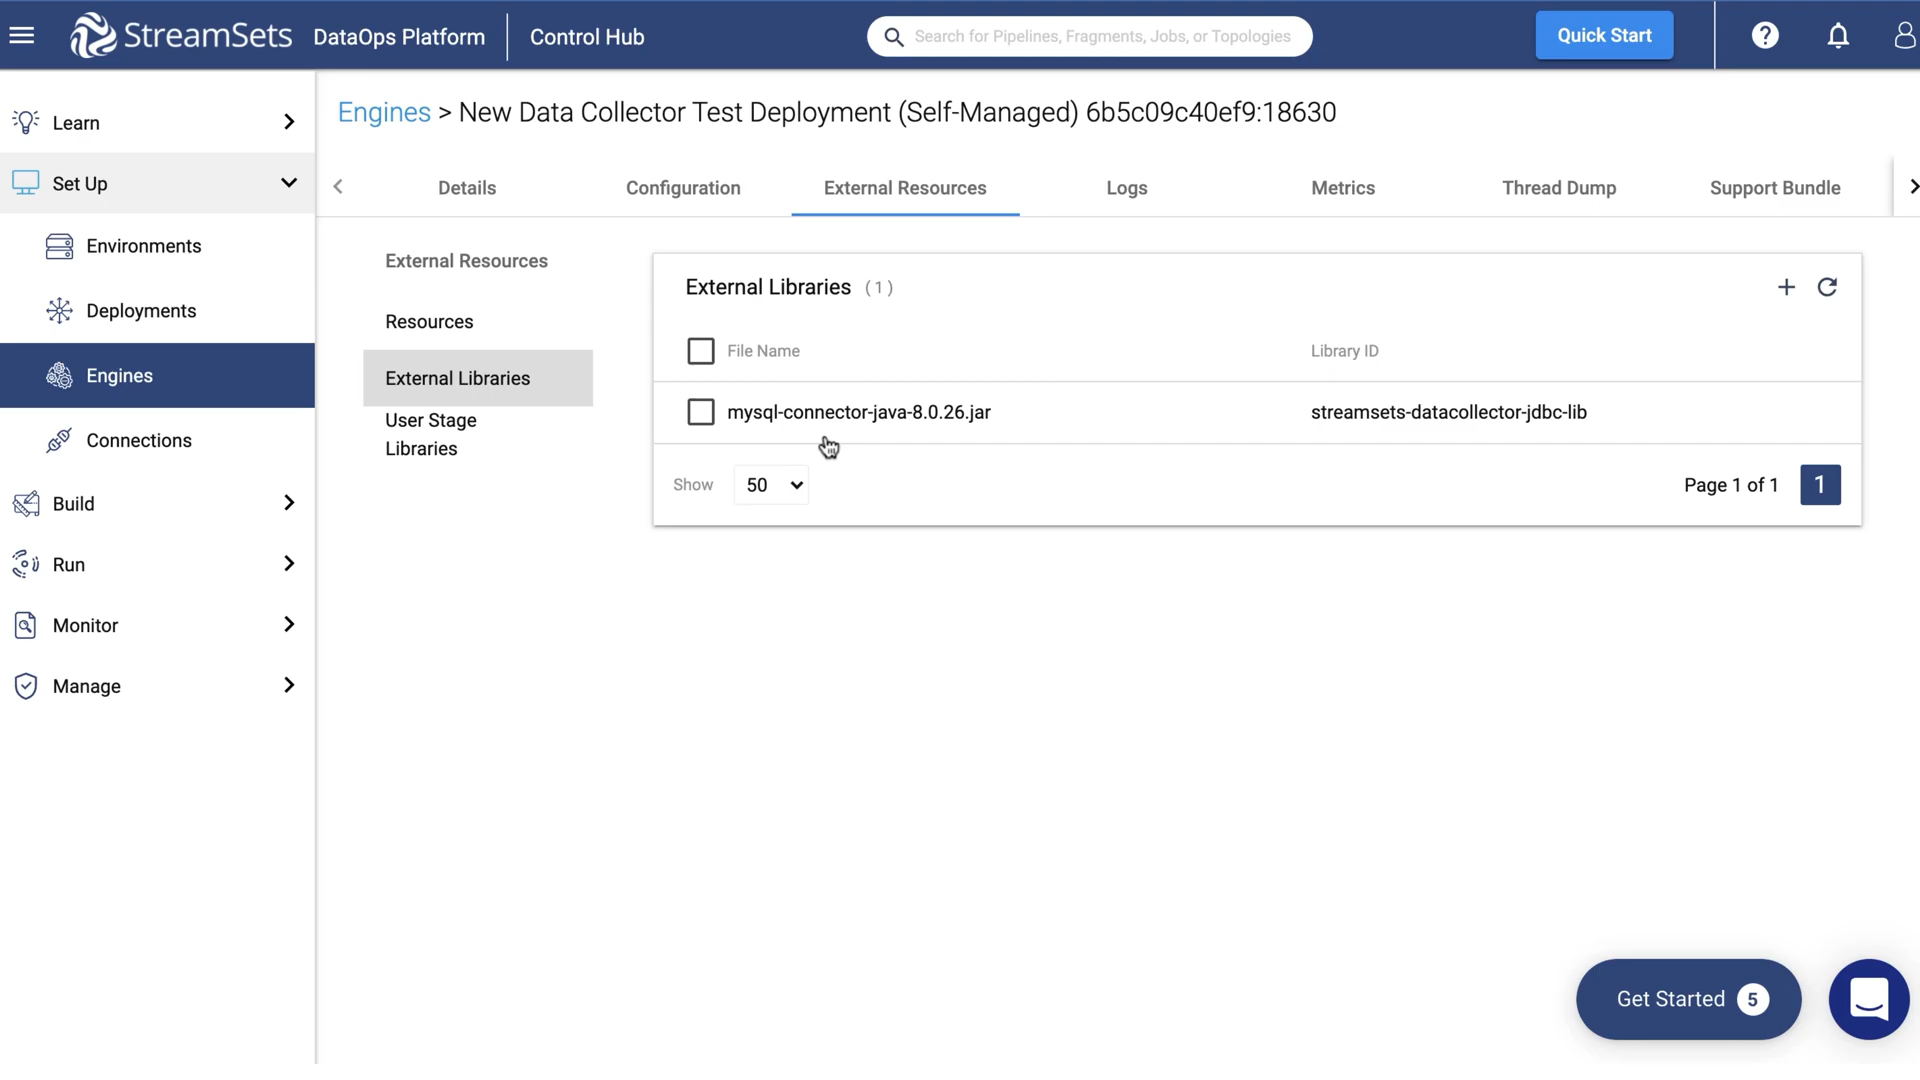 StreamSets DataOps Platform Control Hub
Search for Pipelines, Fragments, Jobs, or Topologies
Quick Start
?
Learn
Set Up
Environments
Deployments
Engines
Connections
Build
Run
Monitor
Manage
Engines > New Data Collector Test Deployment (Self-Managed) 6b5c09c40ef9:18630
Details Configuration External Resources Logs Metrics Thread Dump Support Bundle
External Resources
Resources
External Libraries
User Stage
Libraries
External Libraries (1)
File Name Library ID
mysql-connector-java-8.0.26.jar streamsets-datacollector-jdbc-lib
Show 50 Page 1 of 1 1
Get Started 5